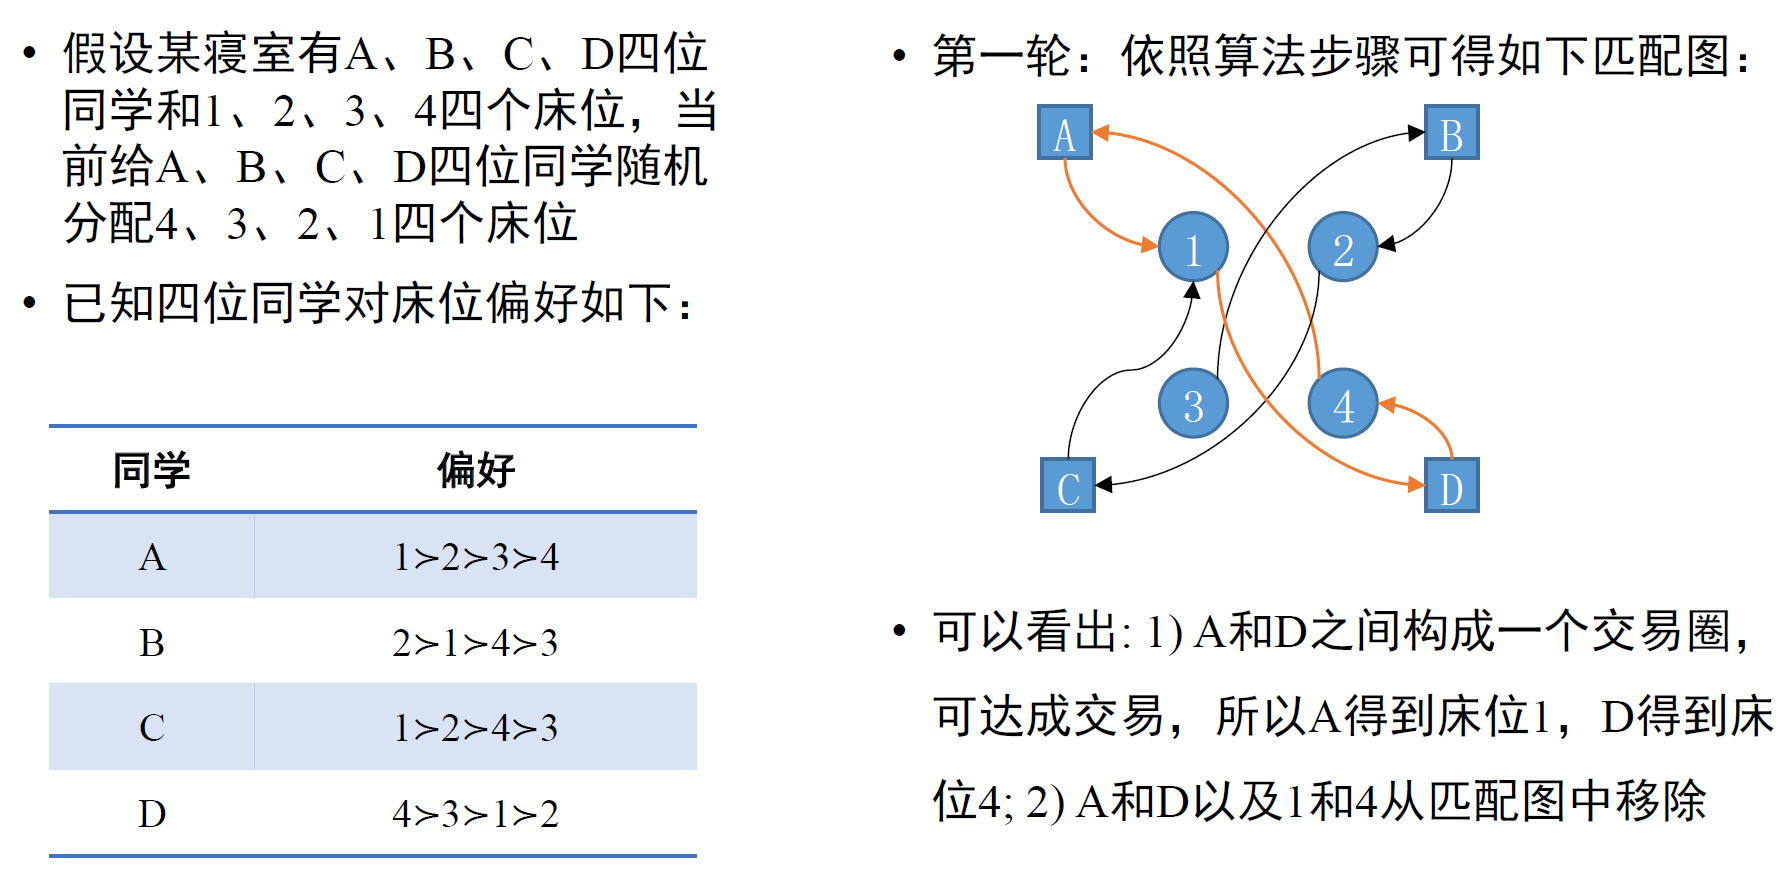 • 假设某寝室有A、B、C、D四位
同学和1、2、3、4四个床位，当
前给A、B、C、D四位同学随机
分配4、3、2、1四个床位
• 已知四位同学对床位偏好如下：
同学 偏好
A 1≻2≻3≻4
B 2≻1≻4≻3
C 1≻2≻4≻3
D 4≻3≻1≻2
• 第一轮：依照算法步骤可得如下匹配图：
A B
1 2
3 4
C D
• 可以看出: 1) A和D之间构成一个交易圈，
可达成交易，所以A得到床位1，D得到床
位4; 2) A和D以及1和4从匹配图中移除